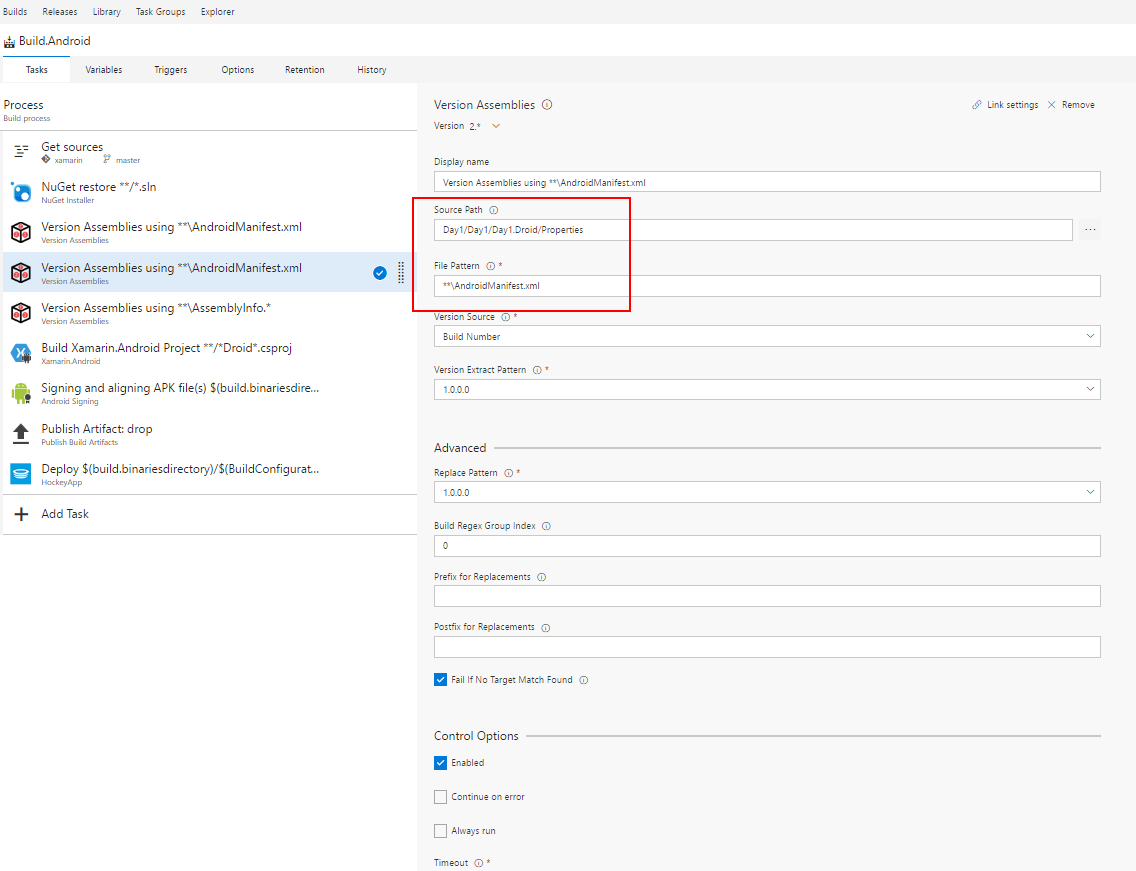 Builds Releases Library Task Groups Explorer
Build.Android
Tasks Variables Triggers Options Retention History
Process
Build process
Get sources
xamarin master
NuGet restore **/*.sln
NuGet Installer
Version Assemblies using **\AndroidManifest.xml
Version Assemblies
Version Assemblies using **\AndroidManifest.xml
Version Assemblies
Version Assemblies using **\AssemblyInfo.*
Version Assemblies
Build Xamarin.Android Project **/*Droid*.csproj
Xamarin.Android
Signing and aligning APK file(s) $(build.binariesdire...
Android Signing
Publish Artifact: drop
Publish Build Artifacts
Deploy $(build.binariesdirectory)/$(BuildConfigurat...
HockeyApp
Add Task
Version Assemblies
Link settings Remove
Version 2.*
Display name
Version Assemblies using **\AndroidManifest.xml
Source Path
Day1/Day1/Day1.Droid/Properties
...
File Pattern *
**\AndroidManifest.xml
Version Source *
Build Number
Version Extract Pattern *
1.0.0.0
Advanced
Replace Pattern *
1.0.0.0
Build Regex Group Index
0
Prefix for Replacements
Postfix for Replacements
Fail If No Target Match Found
Control Options
Enabled
Continue on error
Always run
Timeout *